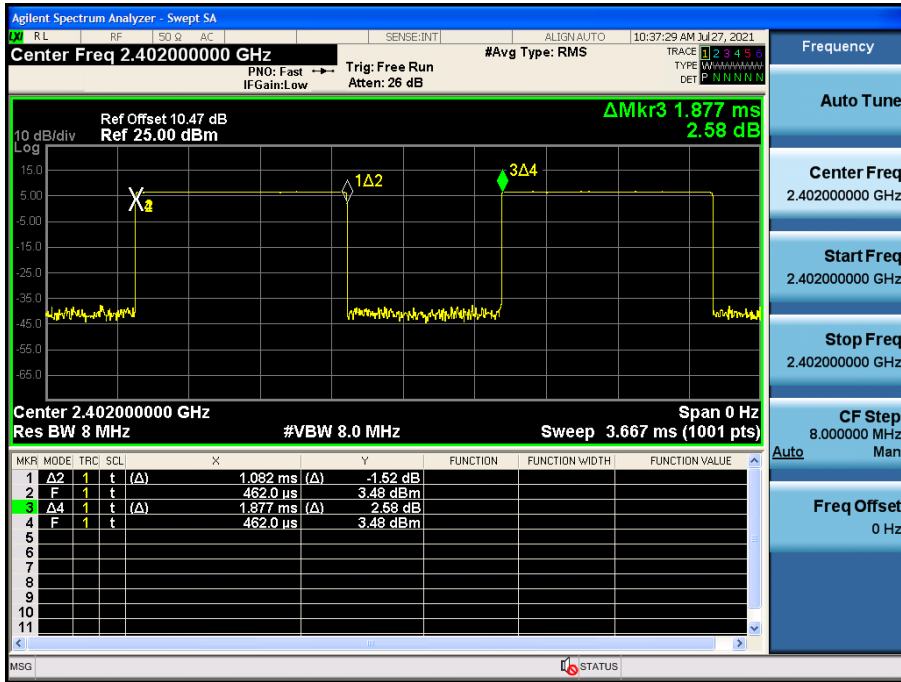 Agilent Spectrum Analyzer - Swept SA
LXI RL RF 50 Ω AC SENSE:INT ALIGN AUTO 10:37:29 AM Jul 27, 2021
Center Freq 2.402000000 GHz #Avg Type: RMS TRACE 1 2 3 4 5 6
PNO: Fast Trig: Free Run TYPE WWWWWW
IFGain:Low Atten: 26 dB DET P N N N N N
Ref Offset 10.47 dB ΔMkr3 1.877 ms
10 dB/div Ref 25.00 dBm 2.58 dB
Log
15.0
5.00
-5.00
-15.0
-25.0
-35.0
-45.0
-55.0
-65.0
1Δ2
3Δ4
Center 2.402000000 GHz Span 0 Hz
Res BW 8 MHz #VBW 8.0 MHz Sweep 3.667 ms (1001 pts)
MKR MODE TRC SCL X Y FUNCTION FUNCTION WIDTH FUNCTION VALUE
1 Δ2 1 t (Δ) 1.082 ms (Δ) -1.52 dB
2 F 1 t 462.0 µs 3.48 dBm
3 Δ4 1 t (Δ) 1.877 ms (Δ) 2.58 dB
4 F 1 t 462.0 µs 3.48 dBm
5
6
7
8
9
10
11
MSG STATUS
Frequency
Auto Tune
Center Freq
2.402000000 GHz
Start Freq
2.402000000 GHz
Stop Freq
2.402000000 GHz
CF Step
8.000000 MHz
Auto Man
Freq Offset
0 Hz